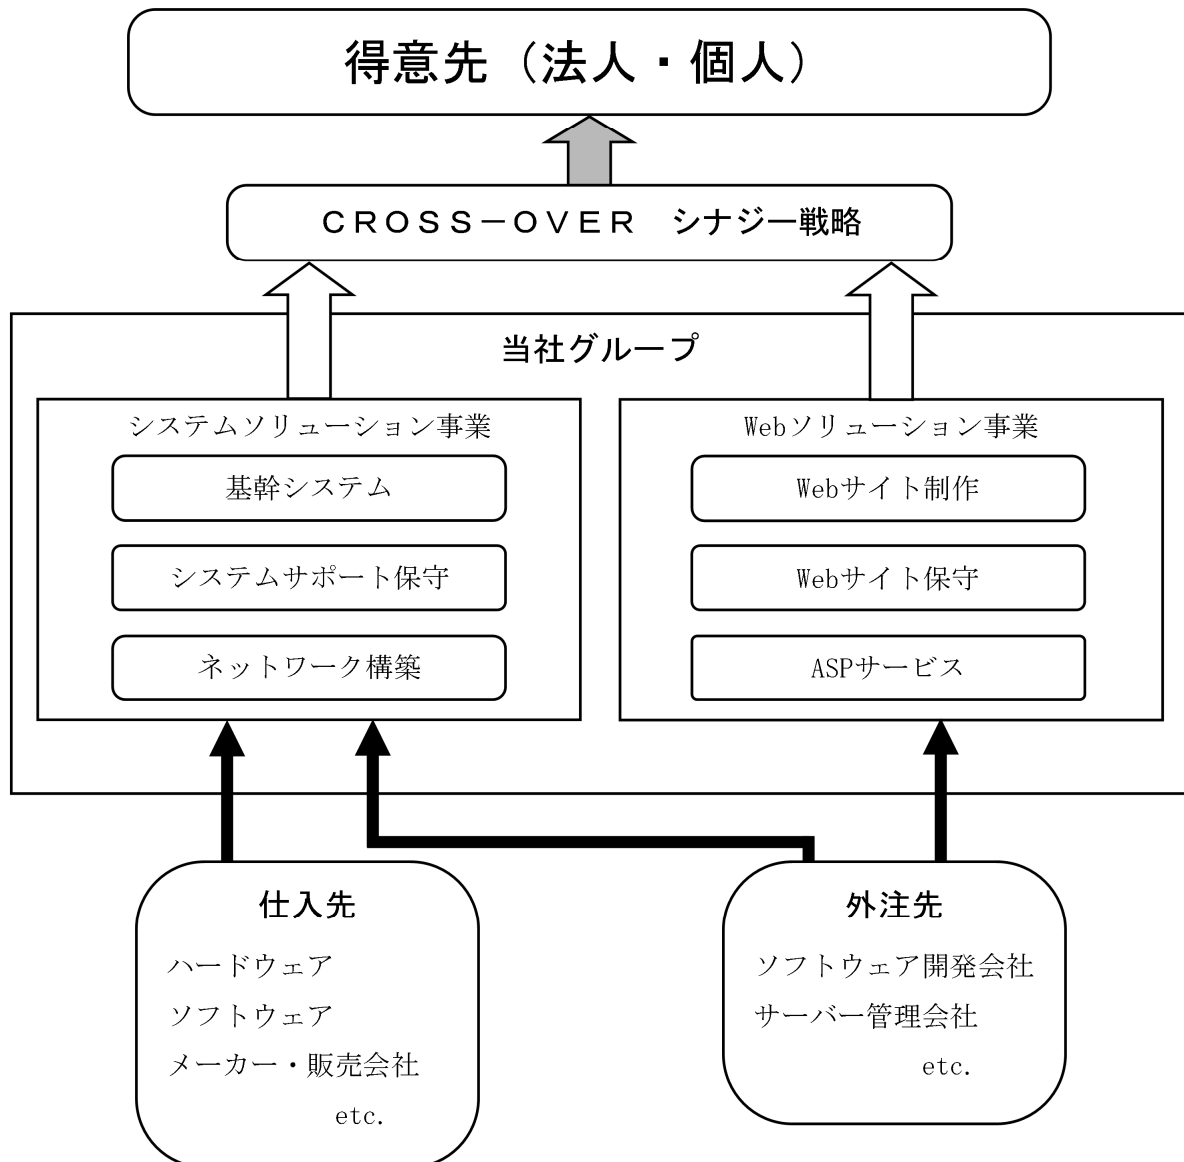 得意先（法人・個人）
ＣＲＯＳＳ－ＯＶＥＲ　シナジー戦略
当社グループ
システムソリューション事業
基幹システム
システムサポート保守
ネットワーク構築
Webソリューション事業
Webサイト制作
Webサイト保守
ASPサービス
仕入先
ハードウェア
ソフトウェア
メーカー・販売会社
etc.
外注先
ソフトウェア開発会社
サーバー管理会社
etc.